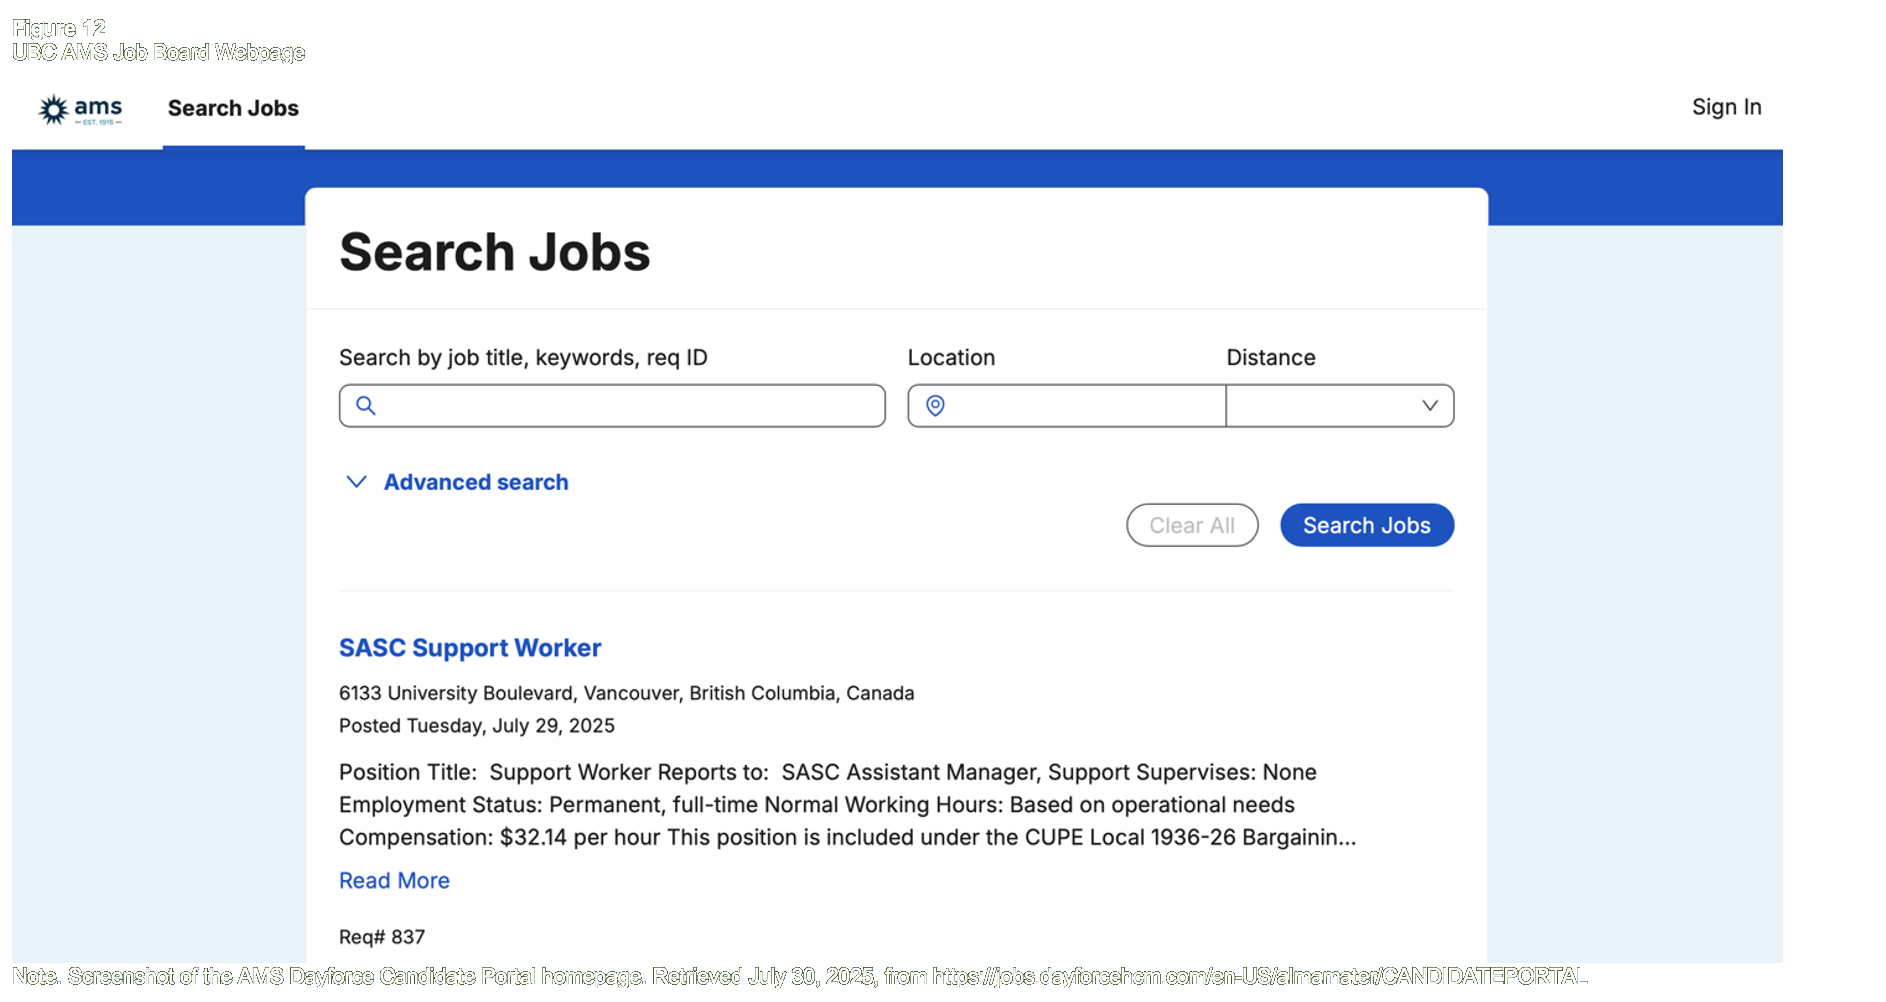 Figure 12
UBC AMS Job Board Webpage
ams
EST. 1915
Search Jobs
Sign In
Search Jobs
Search by job title, keywords, req ID
Location
Distance
Advanced search
Clear All
Search Jobs
SASC Support Worker
6133 University Boulevard, Vancouver, British Columbia, Canada
Posted Tuesday, July 29, 2025
Position Title:  Support Worker Reports to:  SASC Assistant Manager, Support Supervises: None
Employment Status: Permanent, full-time Normal Working Hours: Based on operational needs
Compensation: $32.14 per hour This position is included under the CUPE Local 1936-26 Bargainin...
Read More
Req# 837
Note. Screenshot of the AMS Dayforce Candidate Portal homepage. Retrieved July 30, 2025, from https://jobs.dayforcehcm.com/en-US/almamater/CANDIDATEPORTAL